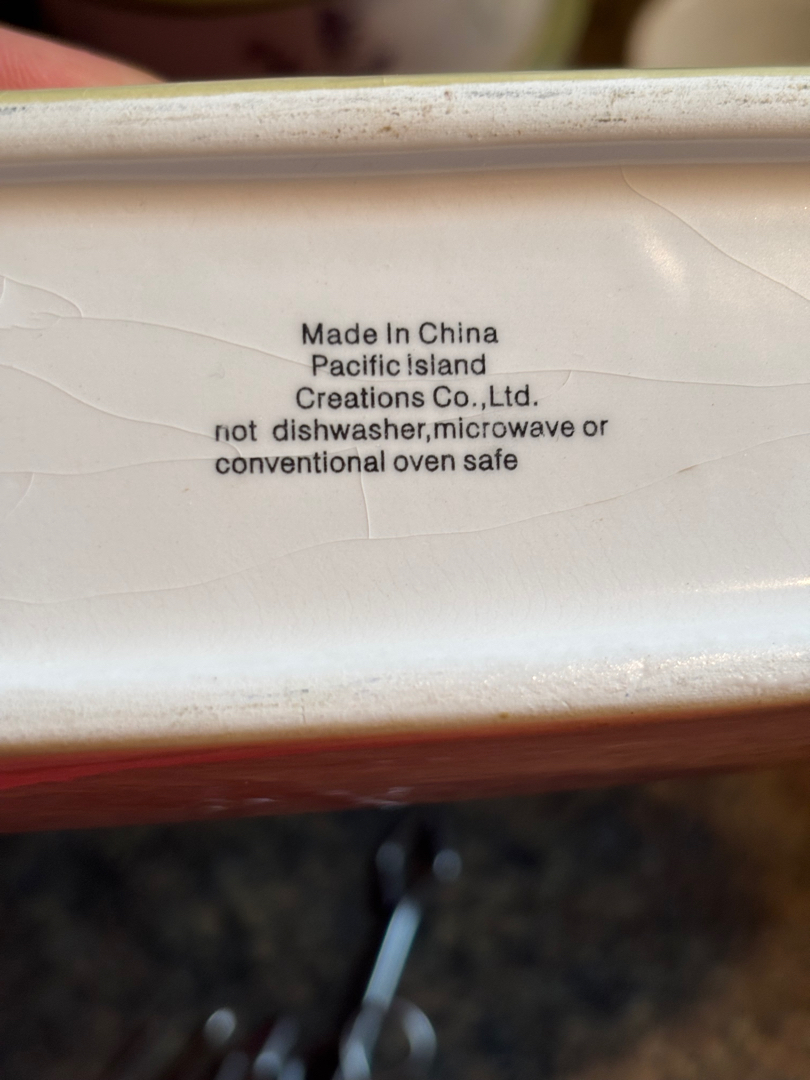 Made In China
Pacific Island
Creations Co.,Ltd.
not dishwasher,microwave or
conventional oven safe